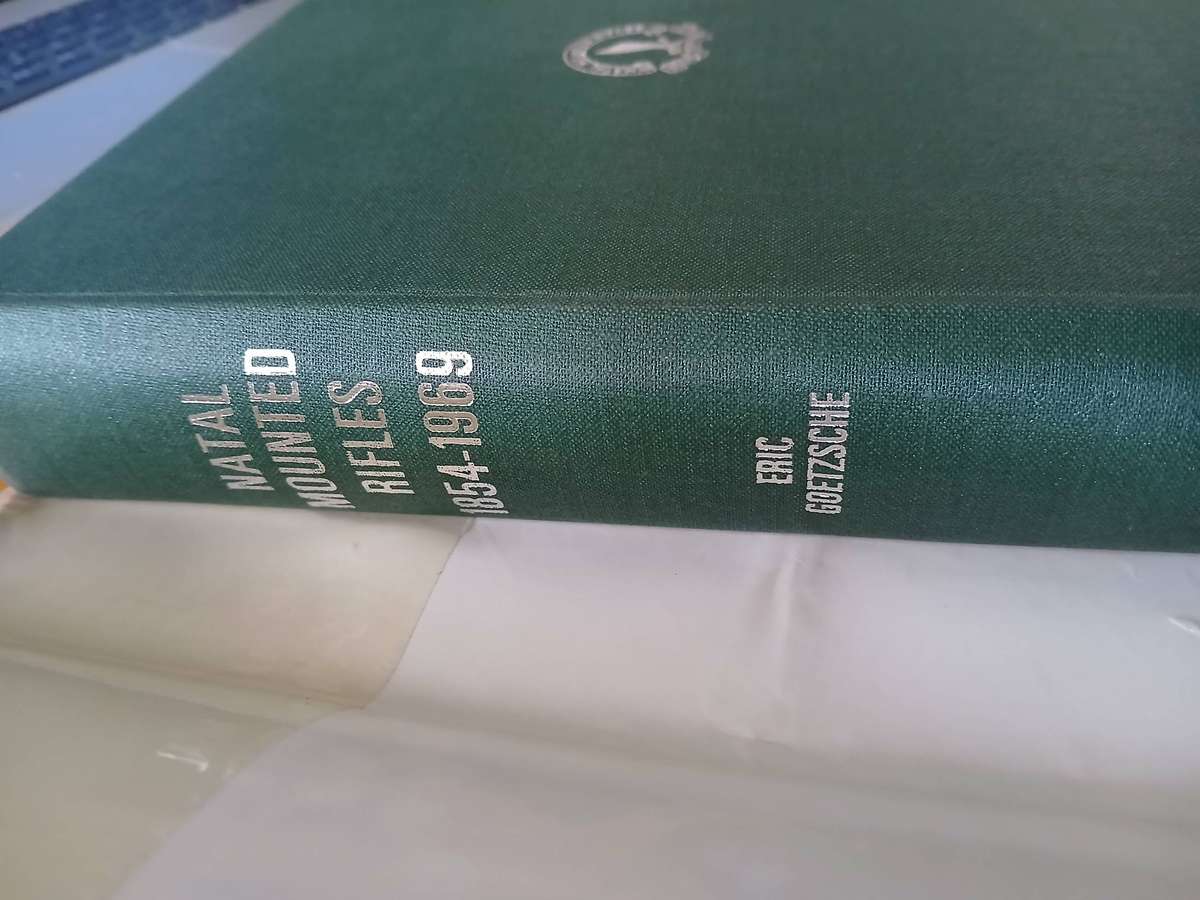 NATAL
MOUNTED
RIFLES
1854-1969
ERIC
GOETZSCHE